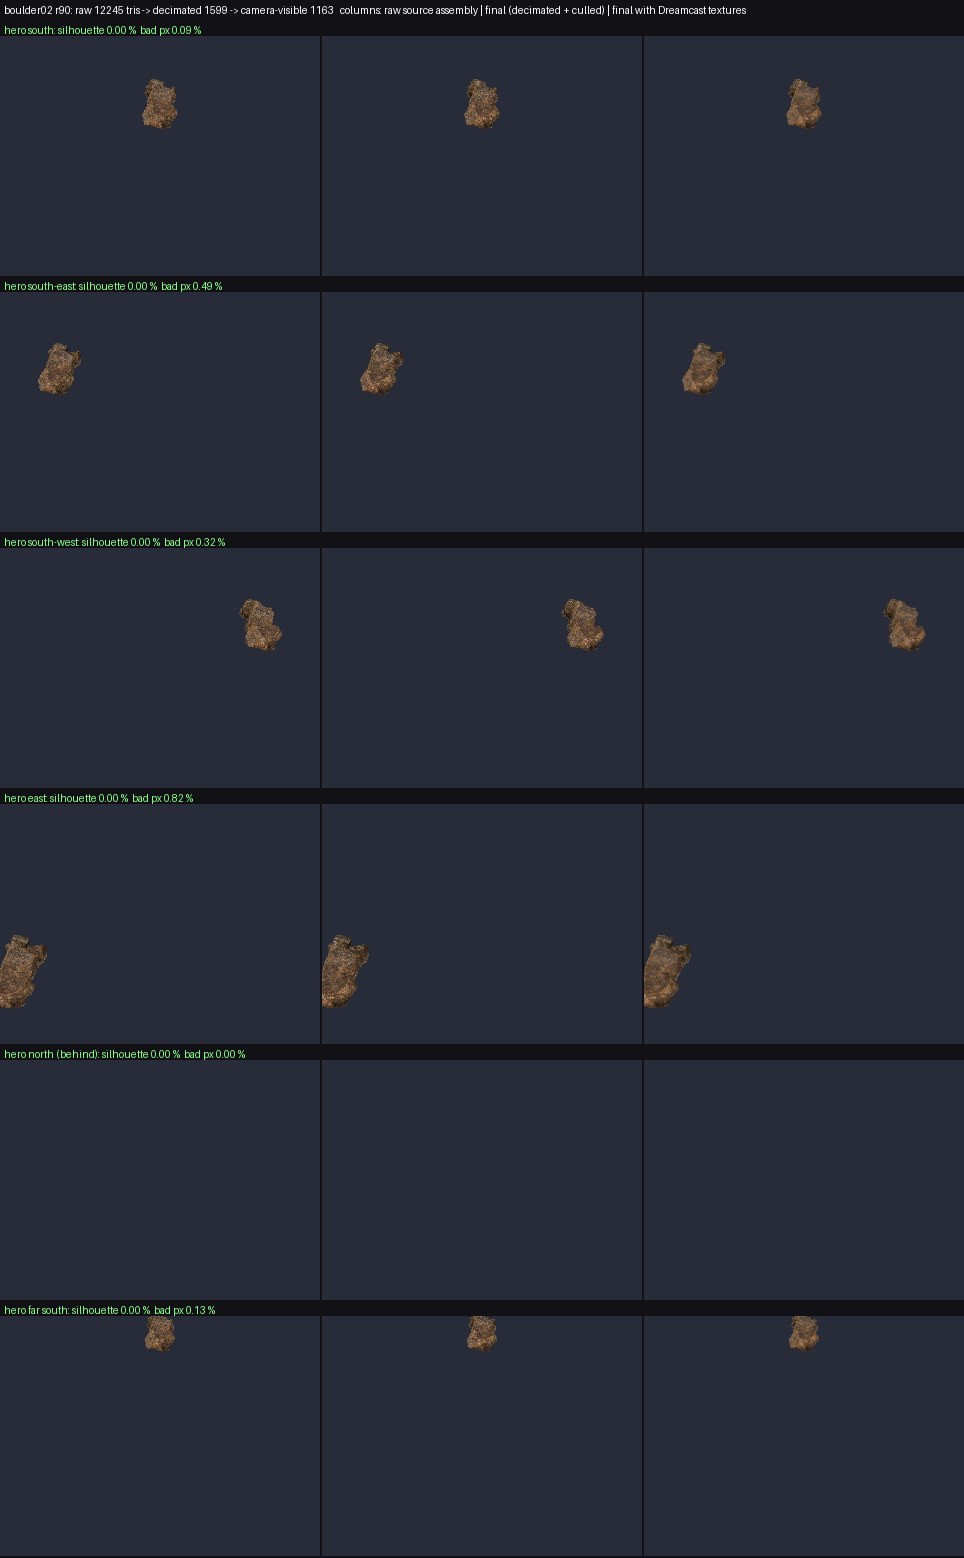 boulder02 r90: raw 12245 tris -> decimated 1599 -> camera-visible 1163 columns: raw source assembly | final (decimated + culled) | final with Dreamcast textures
hero south: silhouette 0.00 % bad px 0.09 %
hero south-east: silhouette 0.00 % bad px 0.49 %
hero south-west: silhouette 0.00 % bad px 0.32 %
hero east: silhouette 0.00 % bad px 0.82 %
hero north (behind): silhouette 0.00 % bad px 0.00 %
hero far south: silhouette 0.00 % bad px 0.13 %